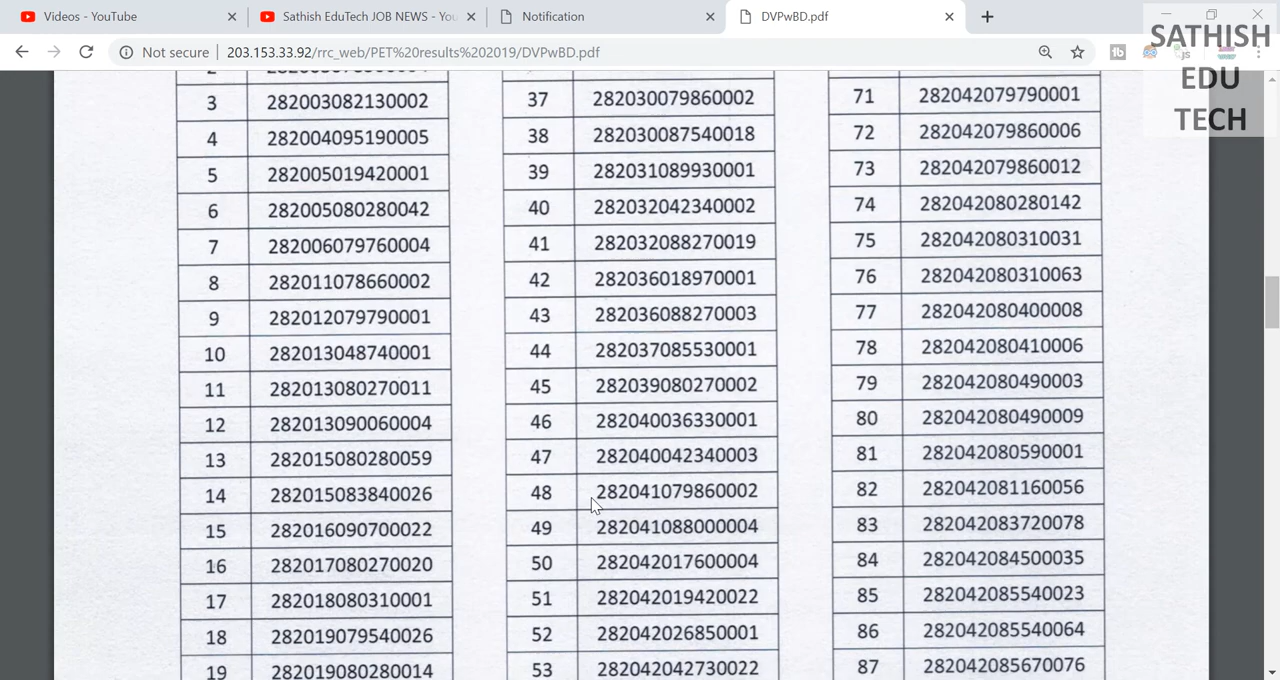 Videos - YouTube
Sathish EduTech JOB NEWS - You
Notification
DVPwBD.pdf
Not secure
203.153.33.92/rrc_web/PET%20results%202019/DVPwBD.pdf
SATHISH
EDU
TECH
3 282003082130002 37 282030079860002 71 282042079790001
4 282004095190005 38 282030087540018 72 282042079860006
5 282005019420001 39 282031089930001 73 282042079860012
6 282005080280042 40 282032042340002 74 282042080280142
7 282006079760004 41 282032088270019 75 282042080310031
8 282011078660002 42 282036018970001 76 282042080310063
9 282012079790001 43 282036088270003 77 282042080400008
10 282013048740001 44 282037085530001 78 282042080410006
11 282013080270011 45 282039080270002 79 282042080490003
12 282013090060004 46 282040036330001 80 282042080490009
13 282015080280059 47 282040042340003 81 282042080590001
14 282015083840026 48 282041079860002 82 282042081160056
15 282016090700022 49 282041088000004 83 282042083720078
16 282017080270020 50 282042017600004 84 282042084500035
17 282018080310001 51 282042019420022 85 282042085540023
18 282019079540026 52 282042026850001 86 282042085540064
19 282019080280014 53 282042042730022 87 282042085670076